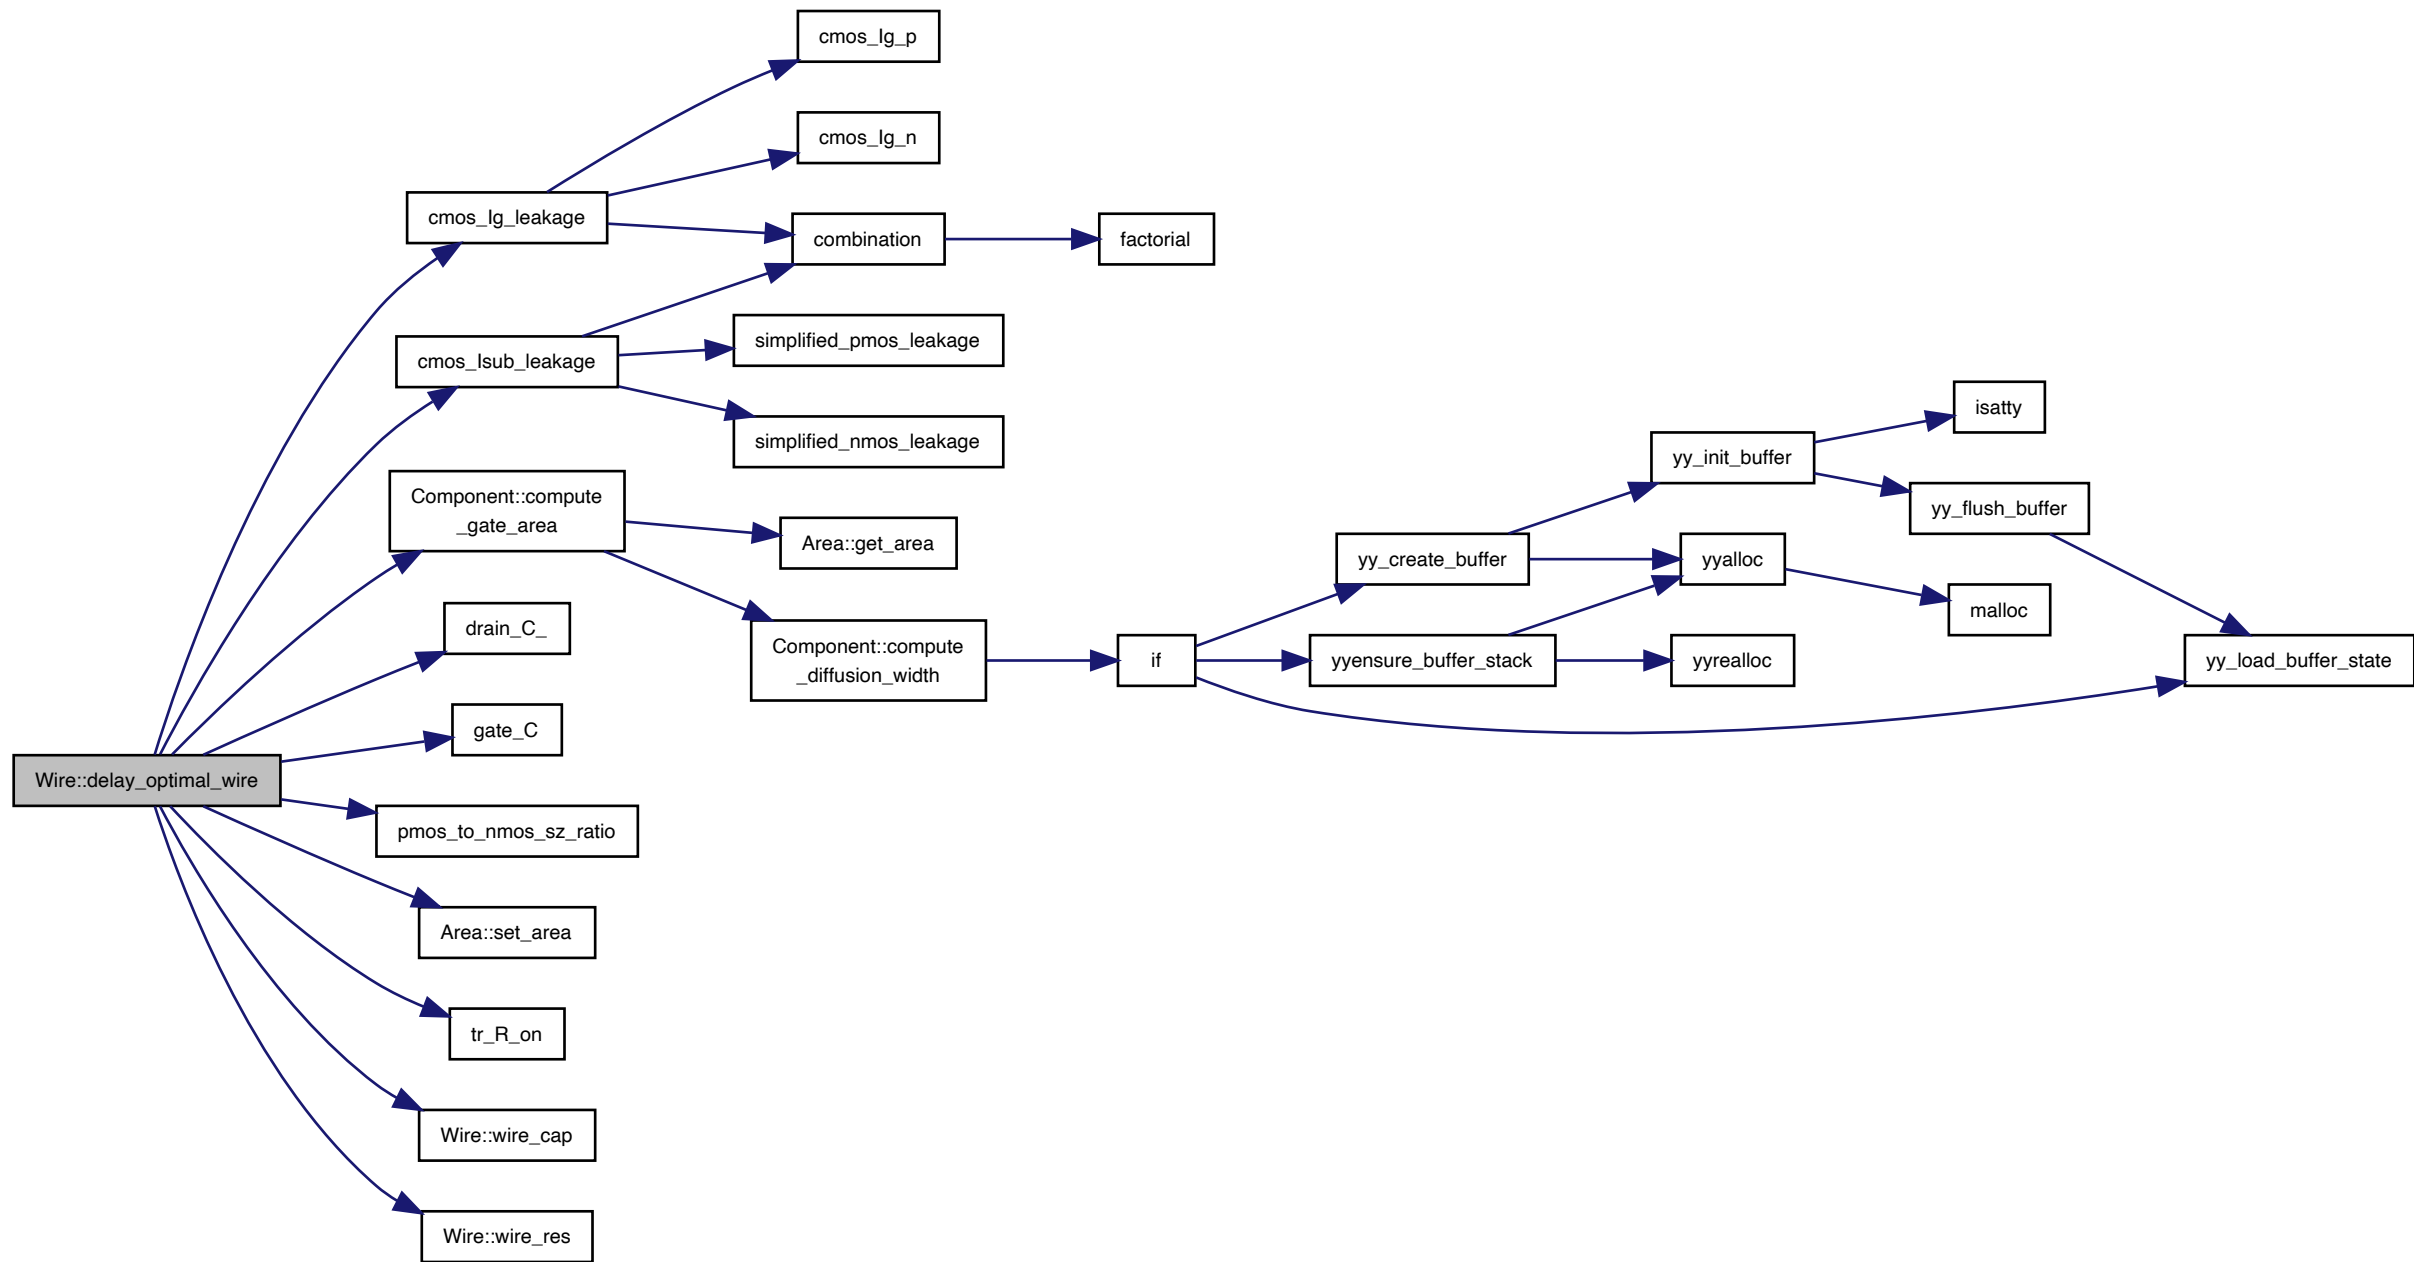 cmos_Ig_p
cmos_Ig_n
cmos_Ig_leakage
combination
factorial
simplified_pmos_leakage
cmos_Isub_leakage
isatty
simplified_nmos_leakage
yy_init_buffer
Component::compute
_gate_area
yy_flush_buffer
Area::get_area
yy_create_buffer
yyalloc
malloc
drain_C_
Component::compute
_diffusion_width
if
yyensure_buffer_stack
yyrealloc
yy_load_buffer_state
gate_C
Wire::delay_optimal_wire
pmos_to_nmos_sz_ratio
Area::set_area
tr_R_on
Wire::wire_cap
Wire::wire_res